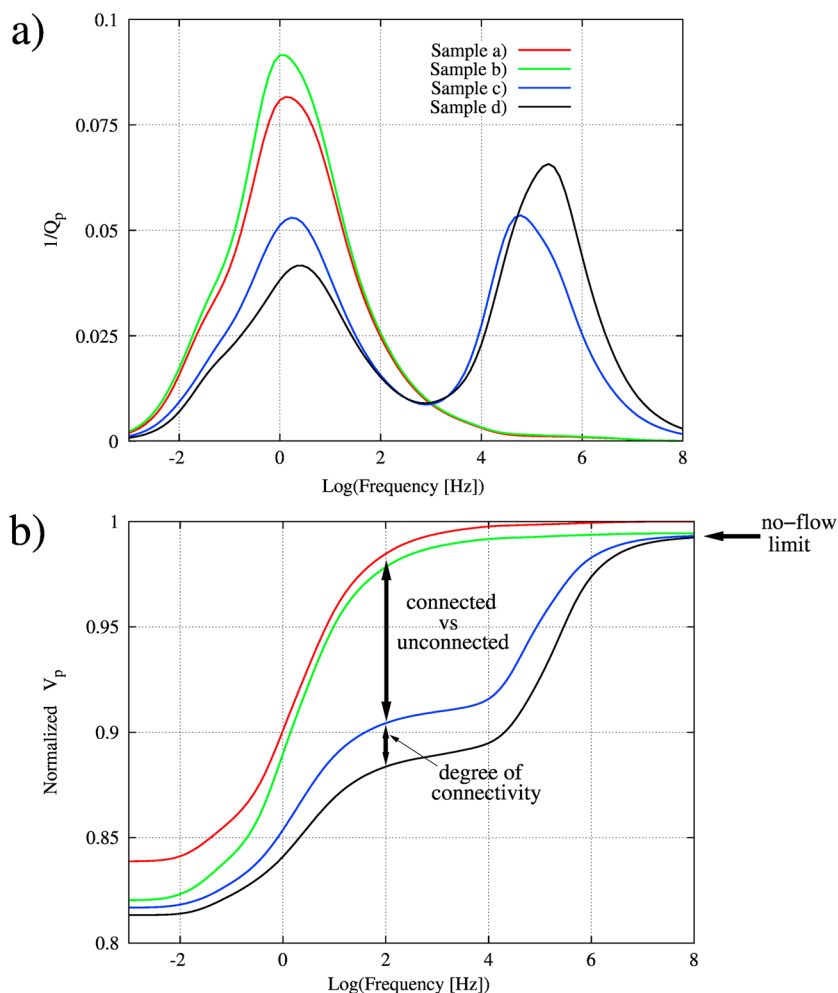 a)
0.1
0.075
0.05
0.025
0
1/Qp
Sample a)
Sample b)
Sample c)
Sample d)
-2
0
2
4
6
8
Log(Frequency [Hz])
b)
1
0.95
0.9
0.85
0.8
Normalized Vp
no-flow
limit
connected
vs
unconnected
degree of
connectivity
-2
0
2
4
6
8
Log(Frequency [Hz])